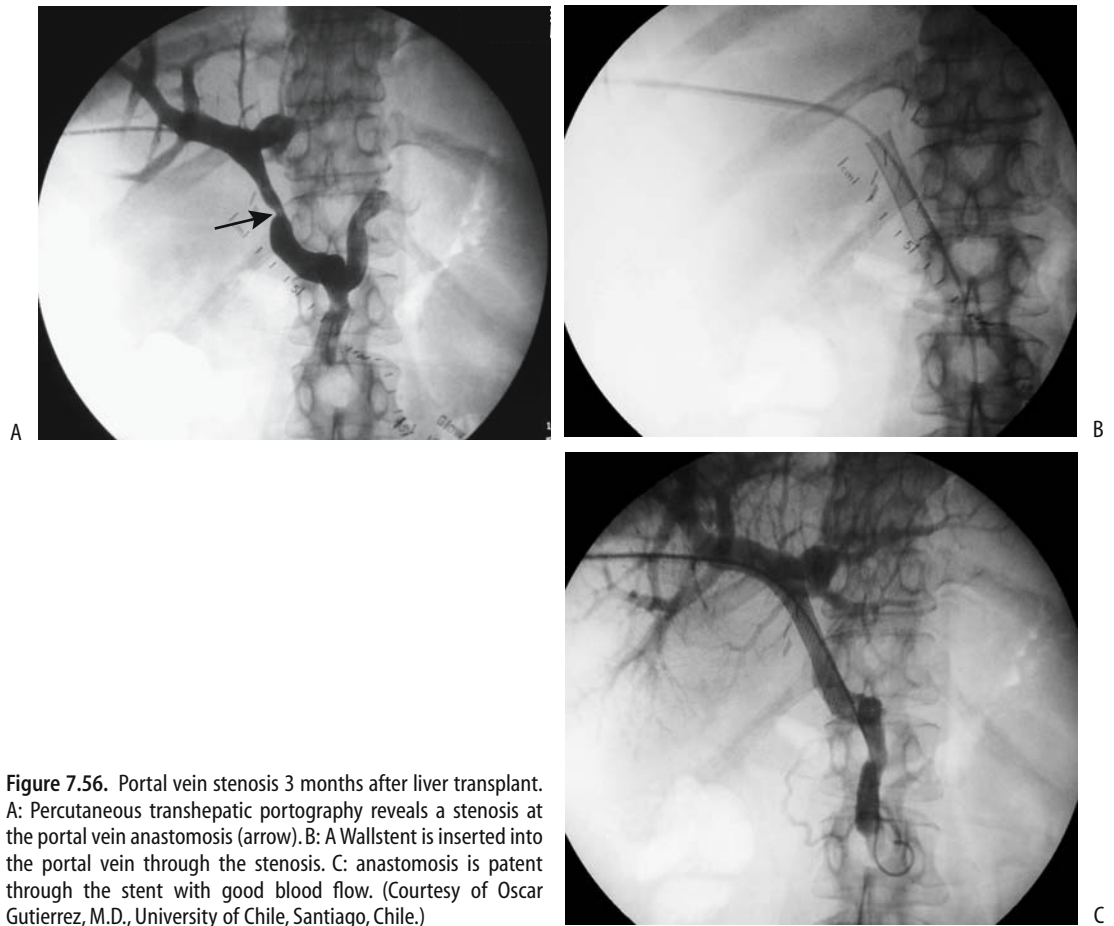 A
B
C
Figure 7.56. Portal vein stenosis 3 months after liver transplant.
A: Percutaneous transhepatic portography reveals a stenosis at
the portal vein anastomosis (arrow). B: A Wallstent is inserted into
the portal vein through the stenosis. C: anastomosis is patent
through the stent with good blood flow. (Courtesy of Oscar
Gutierrez, M.D., University of Chile, Santiago, Chile.)